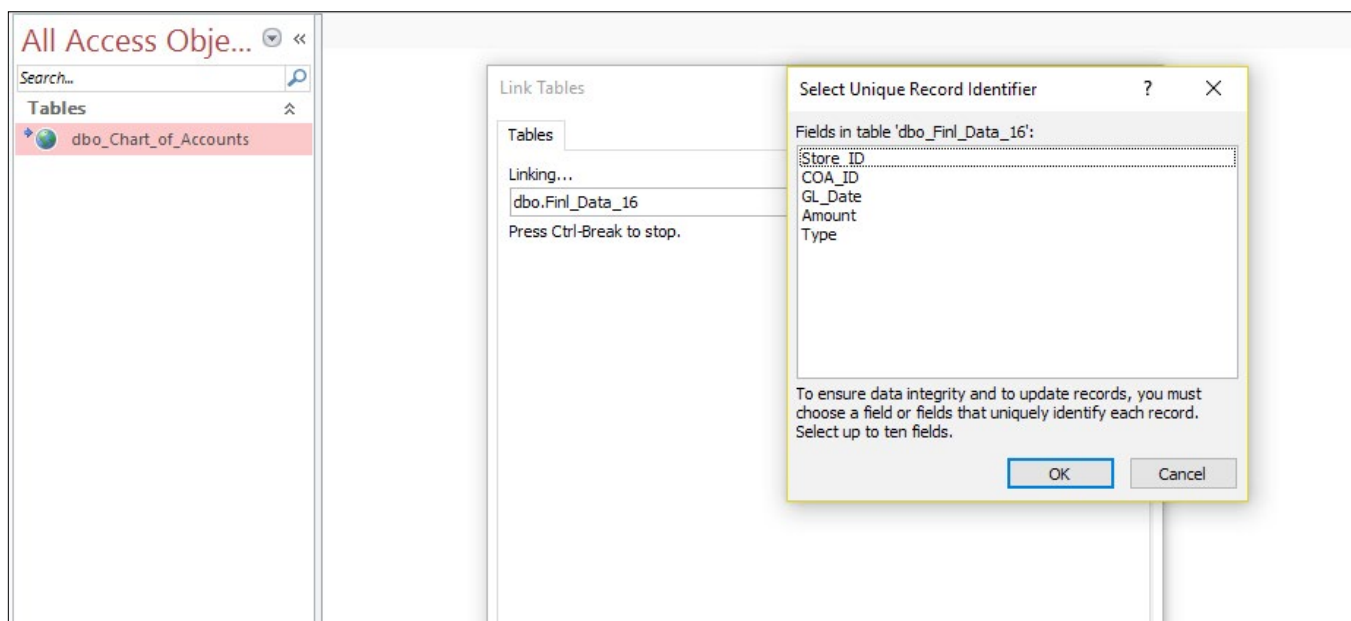 All Access Obje... «
Search...
Tables
dbo_Chart_of_Accounts
Link Tables
Tables
Linking...
dbo.Finl_Data_16
Press Ctrl-Break to stop.
Select Unique Record Identifier ? X
Fields in table 'dbo_Finl_Data_16':
Store_ID
COA_ID
GL_Date
Amount
Type
To ensure data integrity and to update records, you must
choose a field or fields that uniquely identify each record.
Select up to ten fields.
OK Cancel